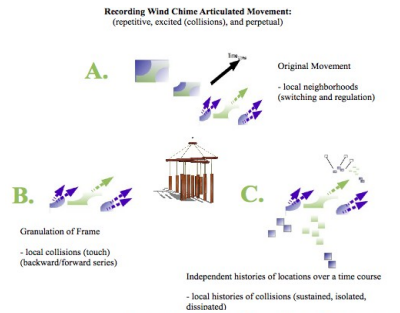 Recording Wind Chime Articulated Movement:
(repetitive, excited (collisions), and perpetual)
A.
Original Movement
- local neighborhoods
(switching and regulation)
B.
C.
Granulation of Frame
- local collisions (touch)
(backward/forward series)
Independent histories of locations over a time course
- local histories of collisions (sustained, isolated,
dissipated)